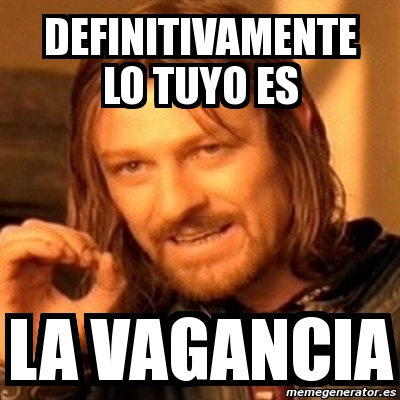 DEFINITIVAMENTE
LO TUYO ES
LA VAGANCIA
memegenerator.es